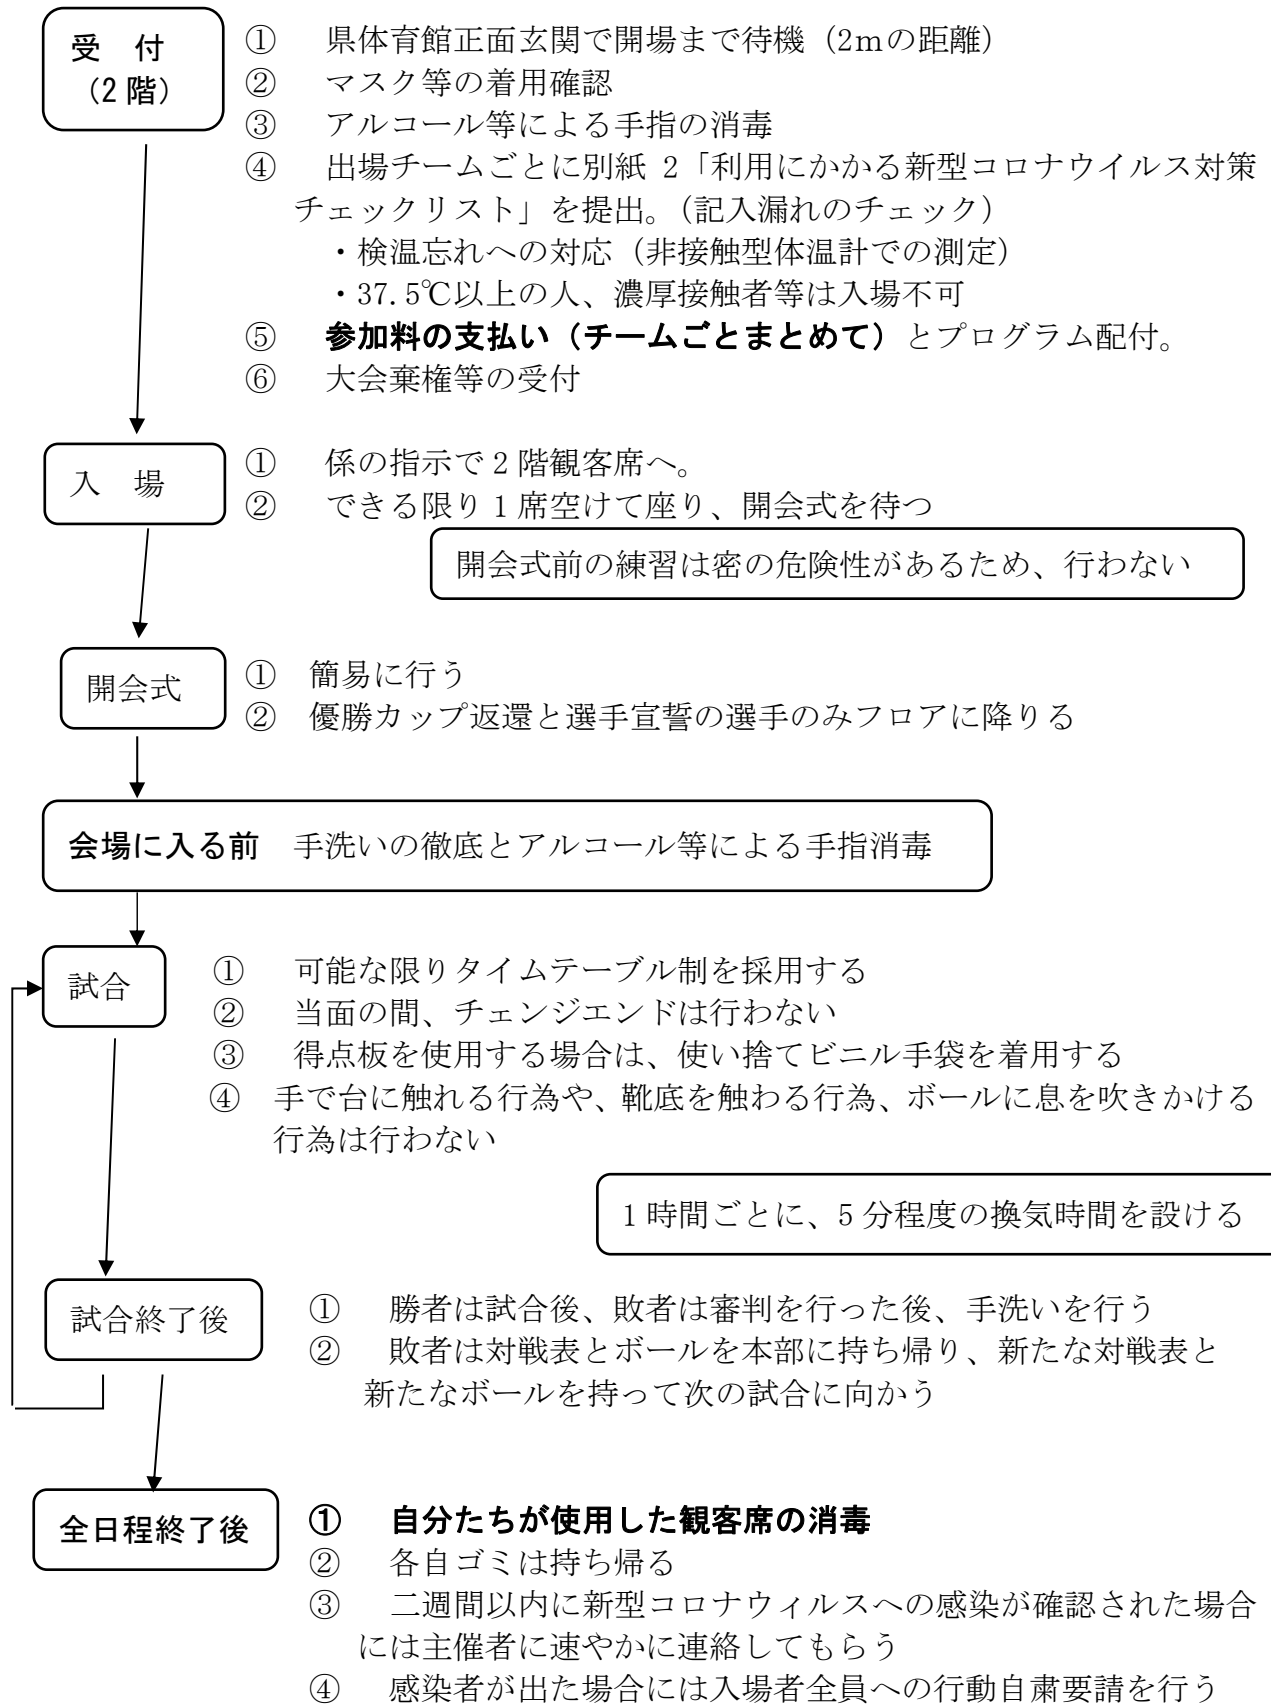 受　付
（2 階）
①　県体育館正面玄関で開場まで待機（2ｍの距離）
②　マスク等の着用確認
③　アルコール等による手指の消毒
④　出場チームごとに別紙 2「利用にかかる新型コロナウイルス対策
チェックリスト」を提出。（記入漏れのチェック）
・検温忘れへの対応（非接触型体温計での測定）
・37.5℃以上の人、濃厚接触者等は入場不可
⑤　参加料の支払い（チームごとまとめて）とプログラム配付。
⑥　大会棄権等の受付
入　場
①　係の指示で 2 階観客席へ。
②　できる限り 1 席空けて座り、開会式を待つ
開会式前の練習は密の危険性があるため、行わない
開会式
①　簡易に行う
②　優勝カップ返還と選手宣誓の選手のみフロアに降りる
会場に入る前　手洗いの徹底とアルコール等による手指消毒
試合
①　可能な限りタイムテーブル制を採用する
②　当面の間、チェンジエンドは行わない
③　得点板を使用する場合は、使い捨てビニル手袋を着用する
④　手で台に触れる行為や、靴底を触わる行為、ボールに息を吹きかける
行為は行わない
1 時間ごとに、5 分程度の換気時間を設ける
試合終了後
①　勝者は試合後、敗者は審判を行った後、手洗いを行う
②　敗者は対戦表とボールを本部に持ち帰り、新たな対戦表と
新たなボールを持って次の試合に向かう
全日程終了後
①　自分たちが使用した観客席の消毒
②　各自ゴミは持ち帰る
③　二週間以内に新型コロナウィルスへの感染が確認された場合
には主催者に速やかに連絡してもらう
④　感染者が出た場合には入場者全員への行動自粛要請を行う